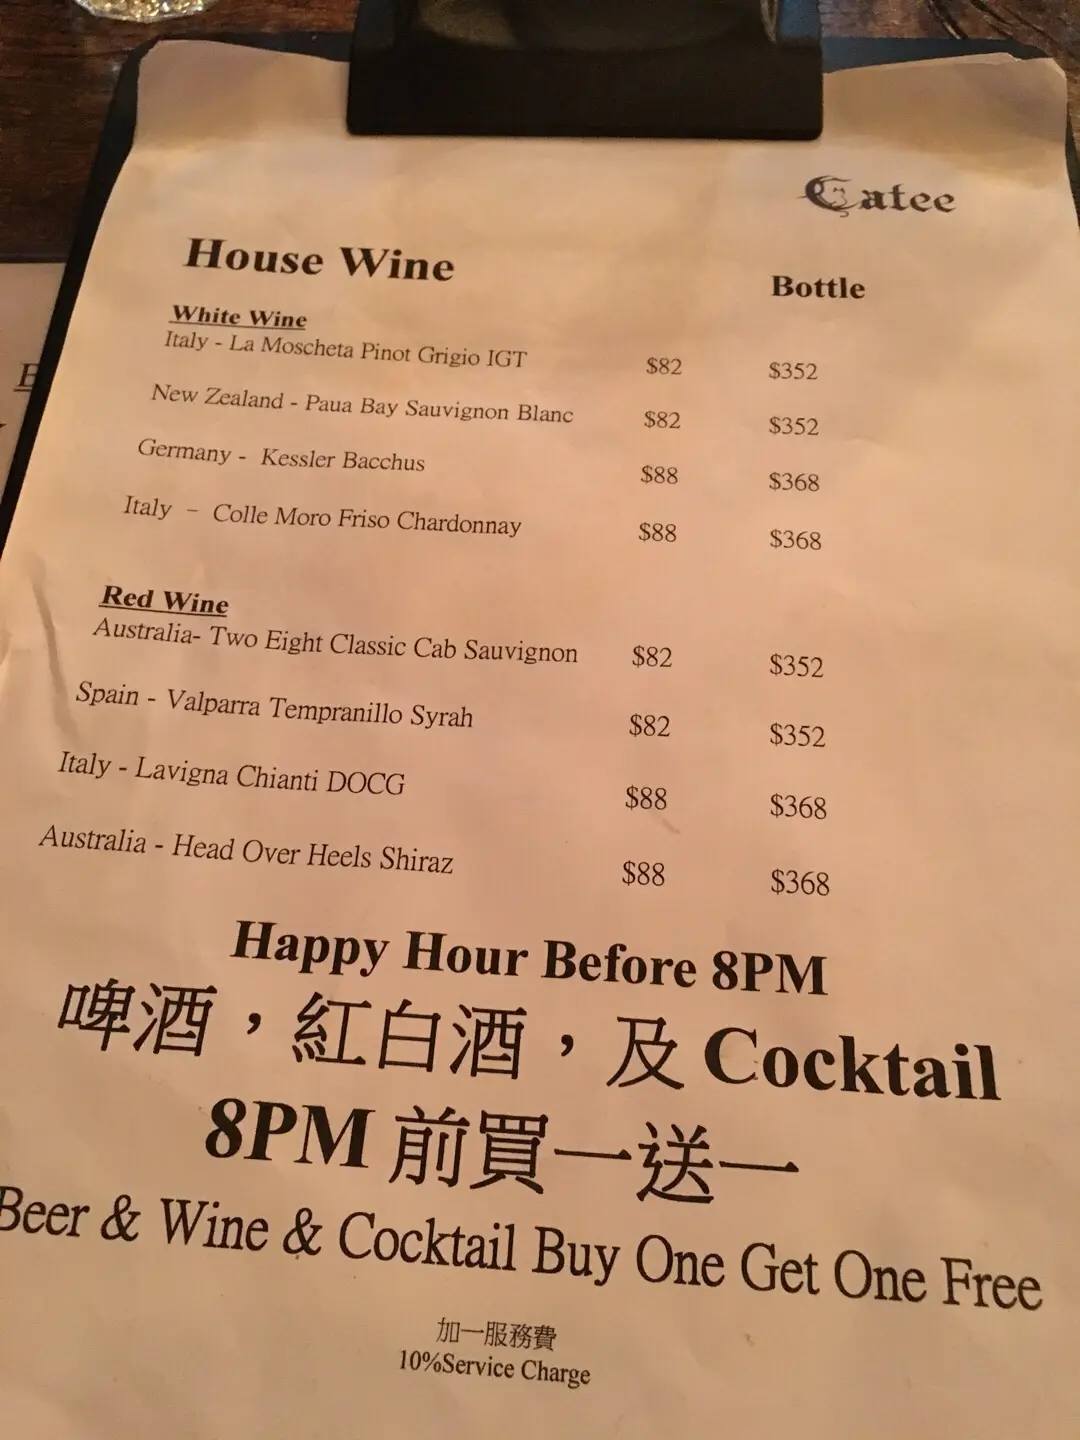 Catee
House Wine Bottle
White Wine
Italy - La Moscheta Pinot Grigio IGT $82 $352
New Zealand - Paua Bay Sauvignon Blanc $82 $352
Germany - Kessler Bacchus $88 $368
Italy - Colle Moro Friso Chardonnay $88 $368
Red Wine
Australia- Two Eight Classic Cab Sauvignon $82 $352
Spain - Valparra Tempranillo Syrah $82 $352
Italy - Lavigna Chianti DOCG $88 $368
Australia - Head Over Heels Shiraz $88 $368
Happy Hour Before 8PM
啤酒，紅白酒，及 Cocktail
8PM 前買一送一
Beer & Wine & Cocktail Buy One Get One Free
加一服務費
10%Service Charge